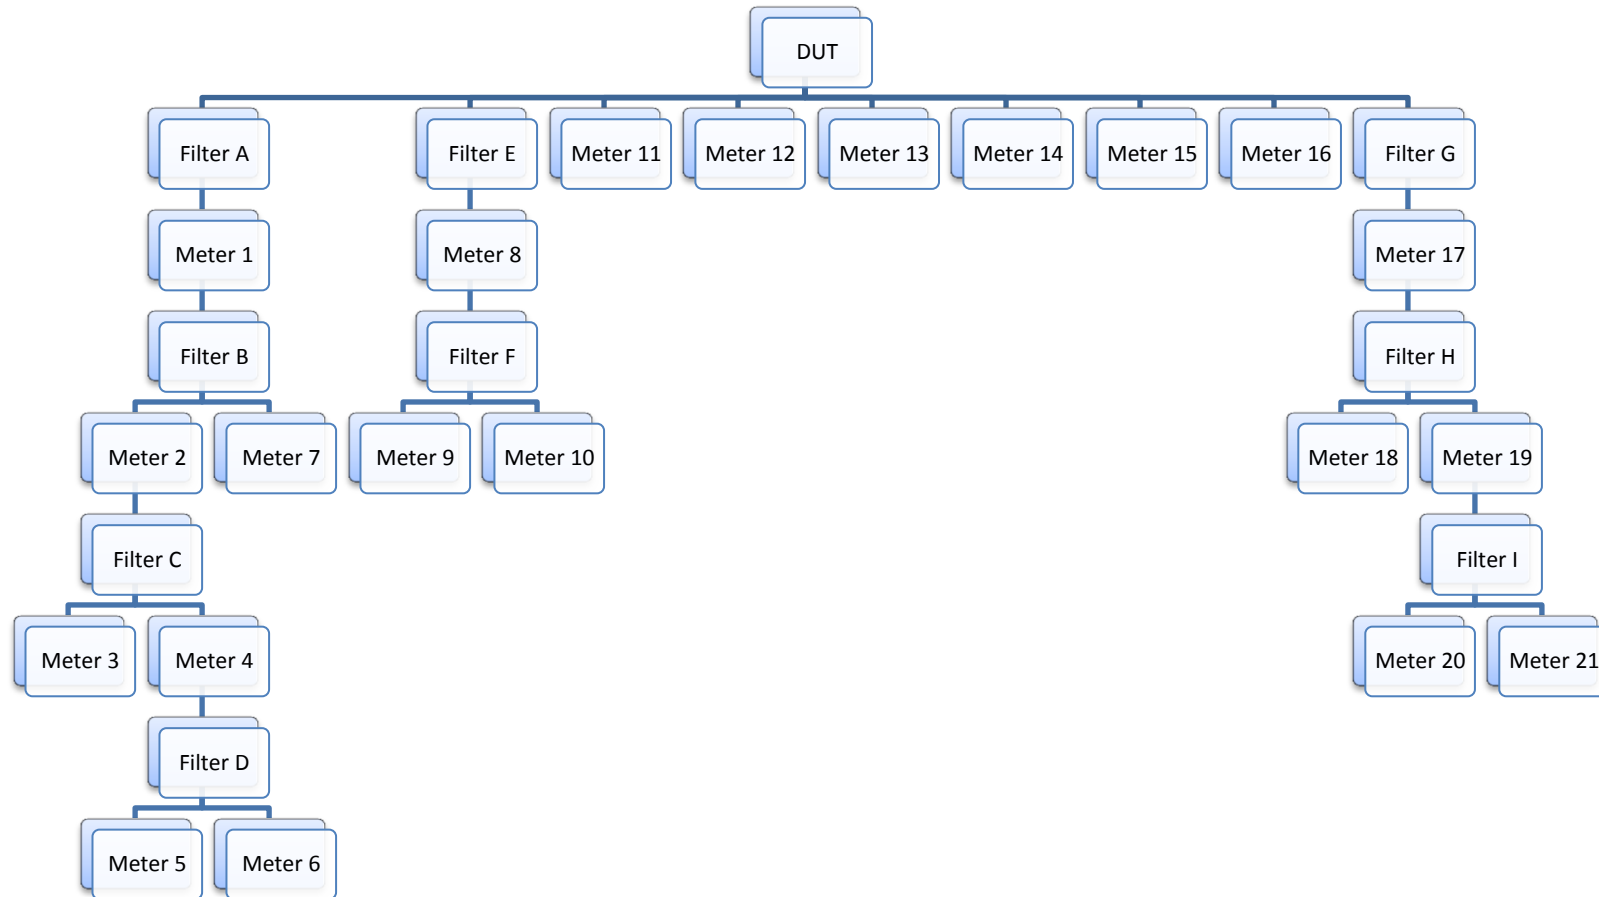 DUT
Filter A
Filter E
Meter 11
Meter 12
Meter 13
Meter 14
Meter 15
Meter 16
Filter G
Meter 1
Meter 8
Meter 17
Filter B
Filter F
Filter H
Meter 2
Meter 7
Meter 9
Meter 10
Meter 18
Meter 19
Filter C
Filter I
Meter 3
Meter 4
Meter 20
Meter 21
Filter D
Meter 5
Meter 6